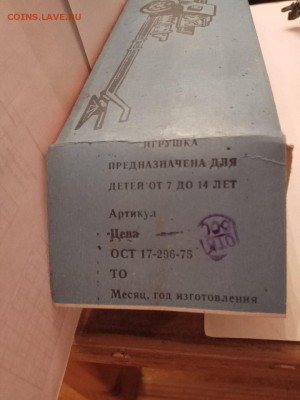 COINS.LAVE.RU
ИГРУШКА
ПРЕДНАЗНАЧЕНА ДЛЯ
ДЕТЕЙ ОТ 7 ДО 14 ЛЕТ
Артикул
Цена
ОСТ 17-296-75
ТО
Месяц, год изготовления